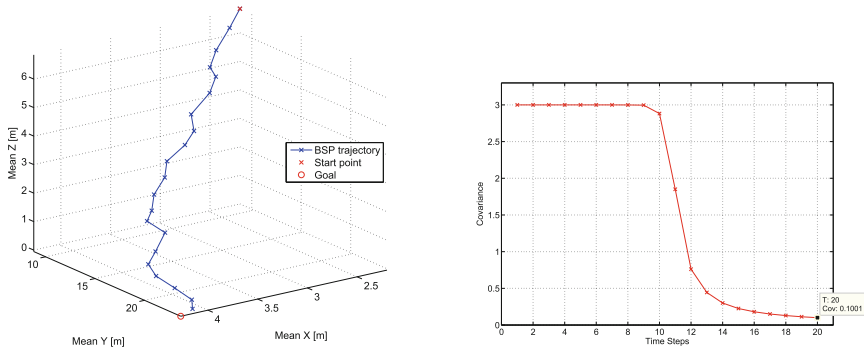 6
5
4
3
2
1
0
Mean Z [m]
10
15
20
Mean Y [m]
4
3.5
3
2.5
Mean X [m]
BSP trajectory
Start point
Goal
3
2.5
2
1.5
1
0.5
0
Covariance
0 2 4 6 8 10 12 14 16 18 20
Time Steps
T: 20
Cov: 0.1001